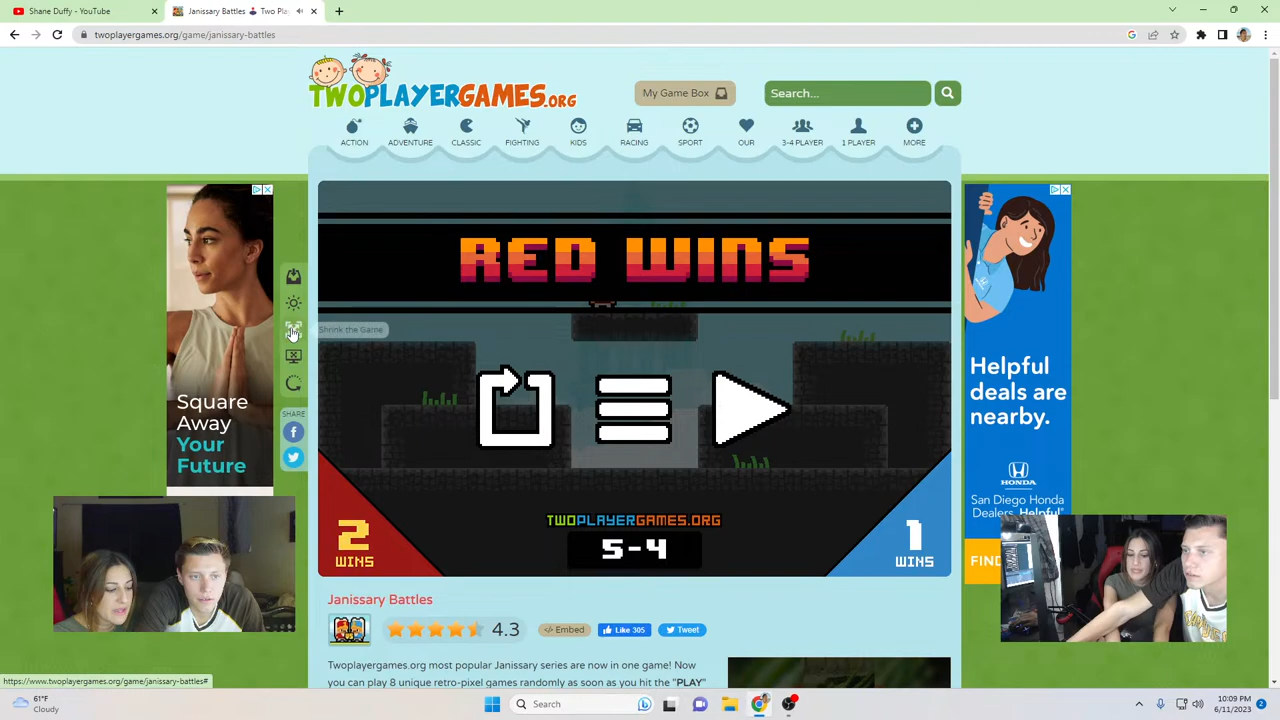 Shane Duffy - YouTube
Janissary Battles
Two Pl
twoplayergames.org/game/janissary-battles
TWOPLAYERGAMES.ORG
My Game Box
Search...
ACTION
ADVENTURE
CLASSIC
FIGHTING
KIDS
RACING
SPORT
OUR
3-4 PLAYER
1 PLAYER
MORE
RED WINS
Shrink the Game
Square
Away
Your
Future
SHARE
Helpful
deals are
nearby.
HONDA
San Diego Honda
Dealers. Helpful.
FIND
2
WINS
TWOPLAYERGAMES.ORG
5-4
1
WINS
Janissary Battles
4.3
</> Embed
Like 305
Tweet
Twoplayergames.org most popular Janissary series are now in one game! Now
you can play 8 unique retro-pixel games randomly as soon as you hit the "PLAY"
https://www.twoplayergames.org/game/janissary-battles#
61°F
Cloudy
Search
10:09 PM
6/11/2023
2